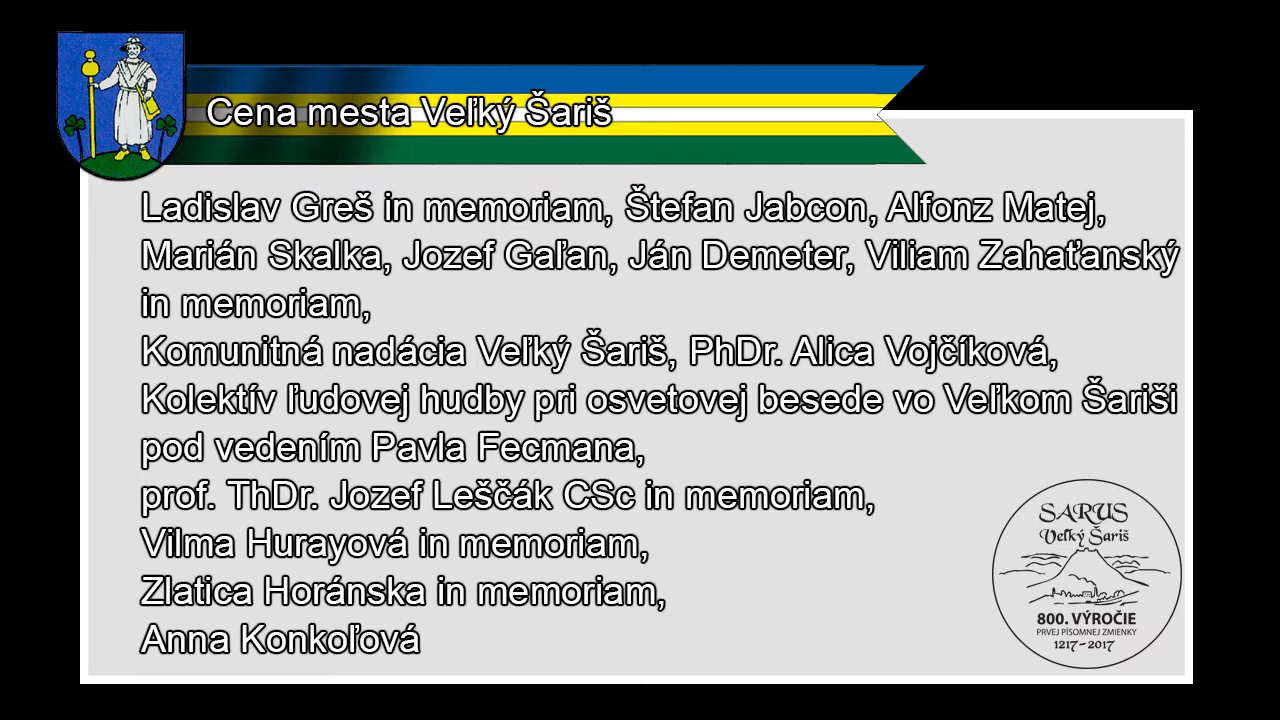 Cena mesta Veľký Šariš
Ladislav Greš in memoriam, Štefan Jabcon, Alfonz Matej,
Marián Skalka, Jozef Gaľan, Ján Demeter, Viliam Zahaťanský
in memoriam,
Komunitná nadácia Veľký Šariš, PhDr. Alica Vojčíková,
Kolektív ľudovej hudby pri osvetovej besede vo Veľkom Šariši
pod vedením Pavla Fecmana,
prof. ThDr. Jozef Leščák CSc in memoriam,
Vilma Hurayová in memoriam,
Zlatica Horánska in memoriam,
Anna Konkoľová
SARUS
Veľký Šariš
800. VÝROČIE
PRVEJ PÍSOMNEJ ZMIENKY
1217-2017